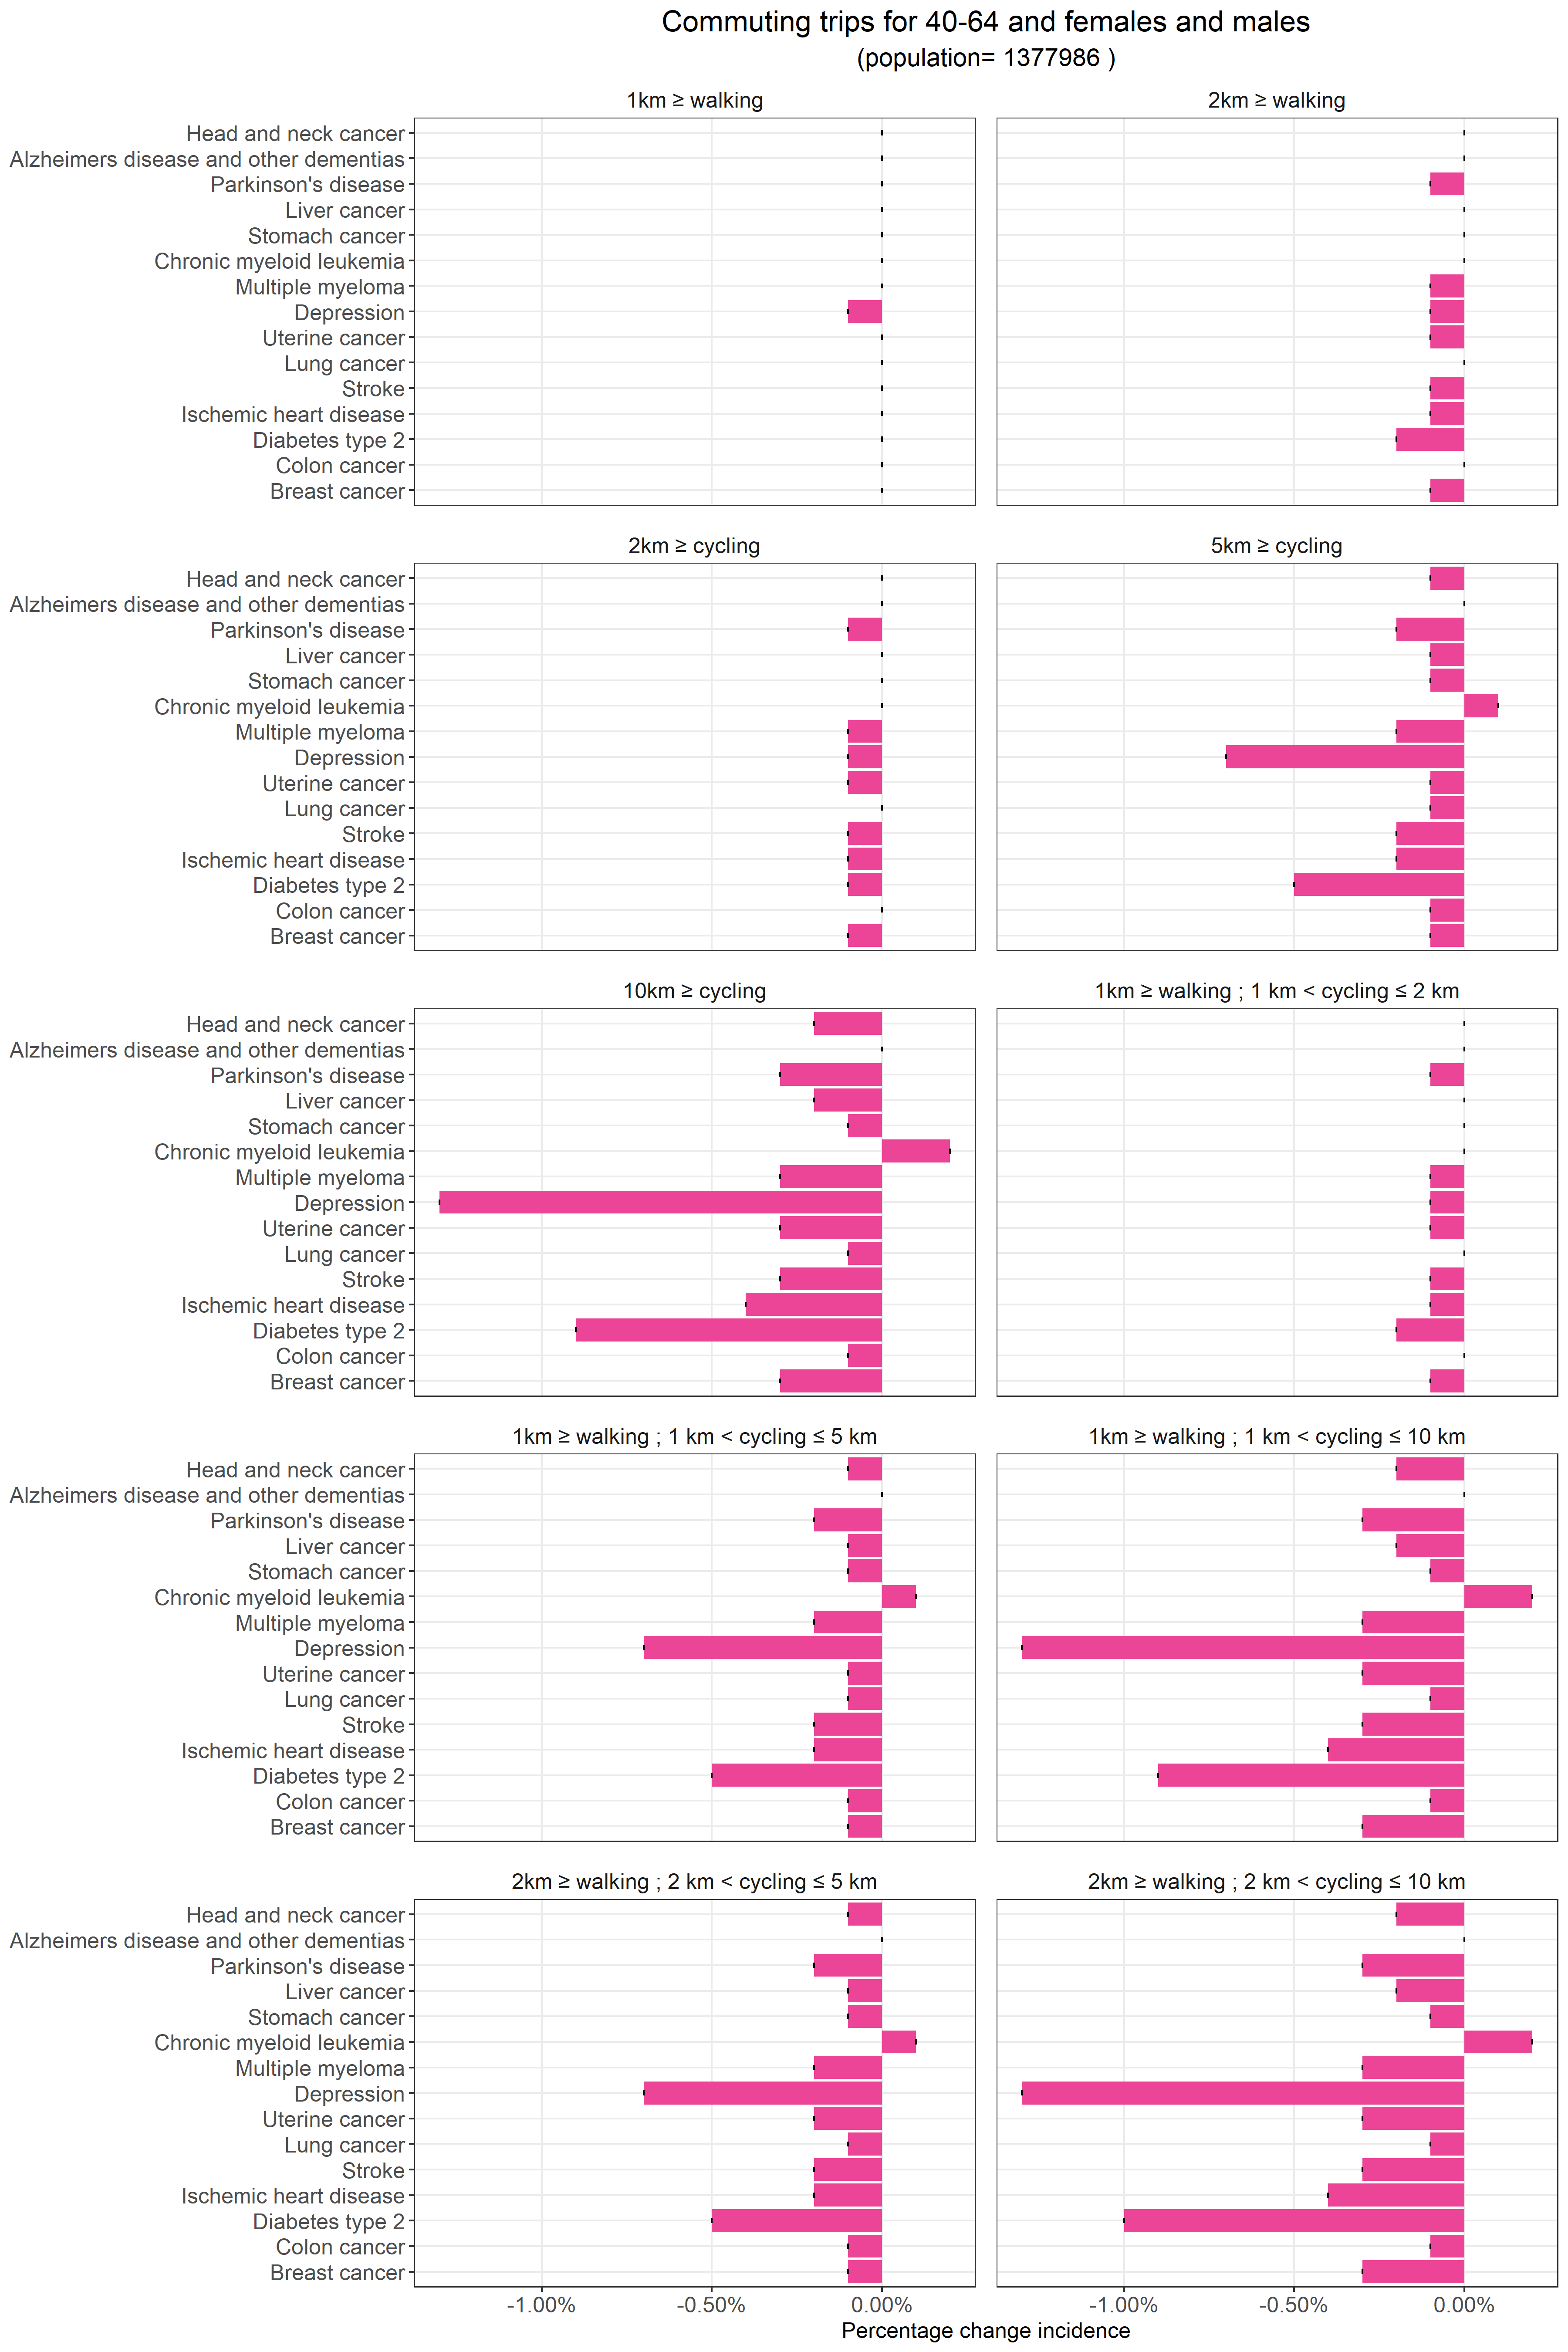 Commuting trips for 40-64 and females and males
(population= 1377986 )
1km ≥ walking
2km ≥ walking
Head and neck cancer
Alzheimers disease and other dementias
Parkinson's disease
Liver cancer
Stomach cancer
Chronic myeloid leukemia
Multiple myeloma
Depression
Uterine cancer
Lung cancer
Stroke
Ischemic heart disease
Diabetes type 2
Colon cancer
Breast cancer
2km ≥ cycling
5km ≥ cycling
Head and neck cancer
Alzheimers disease and other dementias
Parkinson's disease
Liver cancer
Stomach cancer
Chronic myeloid leukemia
Multiple myeloma
Depression
Uterine cancer
Lung cancer
Stroke
Ischemic heart disease
Diabetes type 2
Colon cancer
Breast cancer
10km ≥ cycling
1km ≥ walking ; 1 km < cycling ≤ 2 km
Head and neck cancer
Alzheimers disease and other dementias
Parkinson's disease
Liver cancer
Stomach cancer
Chronic myeloid leukemia
Multiple myeloma
Depression
Uterine cancer
Lung cancer
Stroke
Ischemic heart disease
Diabetes type 2
Colon cancer
Breast cancer
1km ≥ walking ; 1 km < cycling ≤ 5 km
1km ≥ walking ; 1 km < cycling ≤ 10 km
Head and neck cancer
Alzheimers disease and other dementias
Parkinson's disease
Liver cancer
Stomach cancer
Chronic myeloid leukemia
Multiple myeloma
Depression
Uterine cancer
Lung cancer
Stroke
Ischemic heart disease
Diabetes type 2
Colon cancer
Breast cancer
2km ≥ walking ; 2 km < cycling ≤ 5 km
2km ≥ walking ; 2 km < cycling ≤ 10 km
Head and neck cancer
Alzheimers disease and other dementias
Parkinson's disease
Liver cancer
Stomach cancer
Chronic myeloid leukemia
Multiple myeloma
Depression
Uterine cancer
Lung cancer
Stroke
Ischemic heart disease
Diabetes type 2
Colon cancer
Breast cancer
-1.00% -0.50% 0.00% -1.00% -0.50% 0.00%
Percentage change incidence